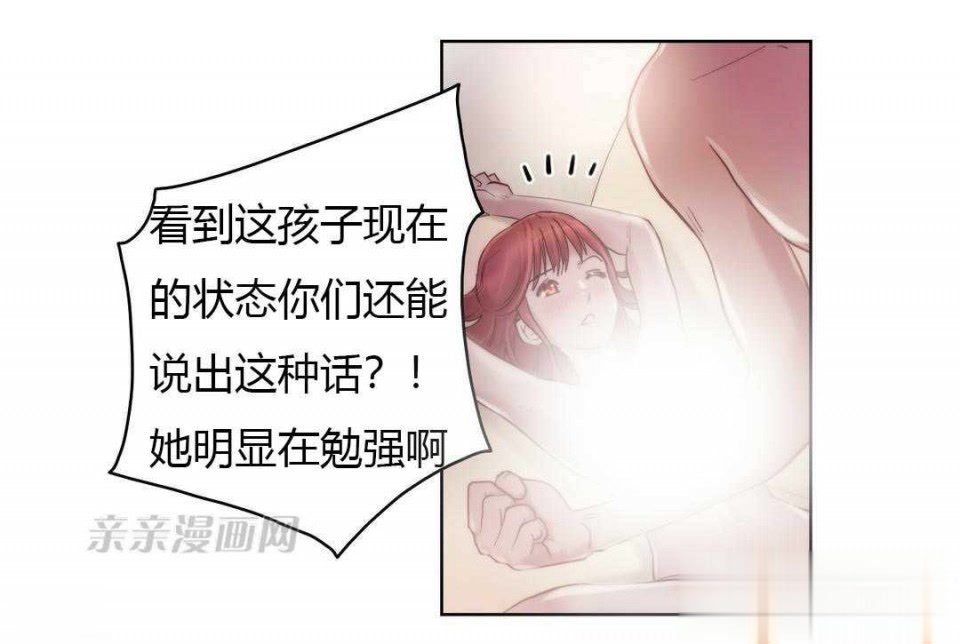 看到这孩子现在
的状态你们还能
说出这种话？！
她明显在勉强啊
亲亲漫画网